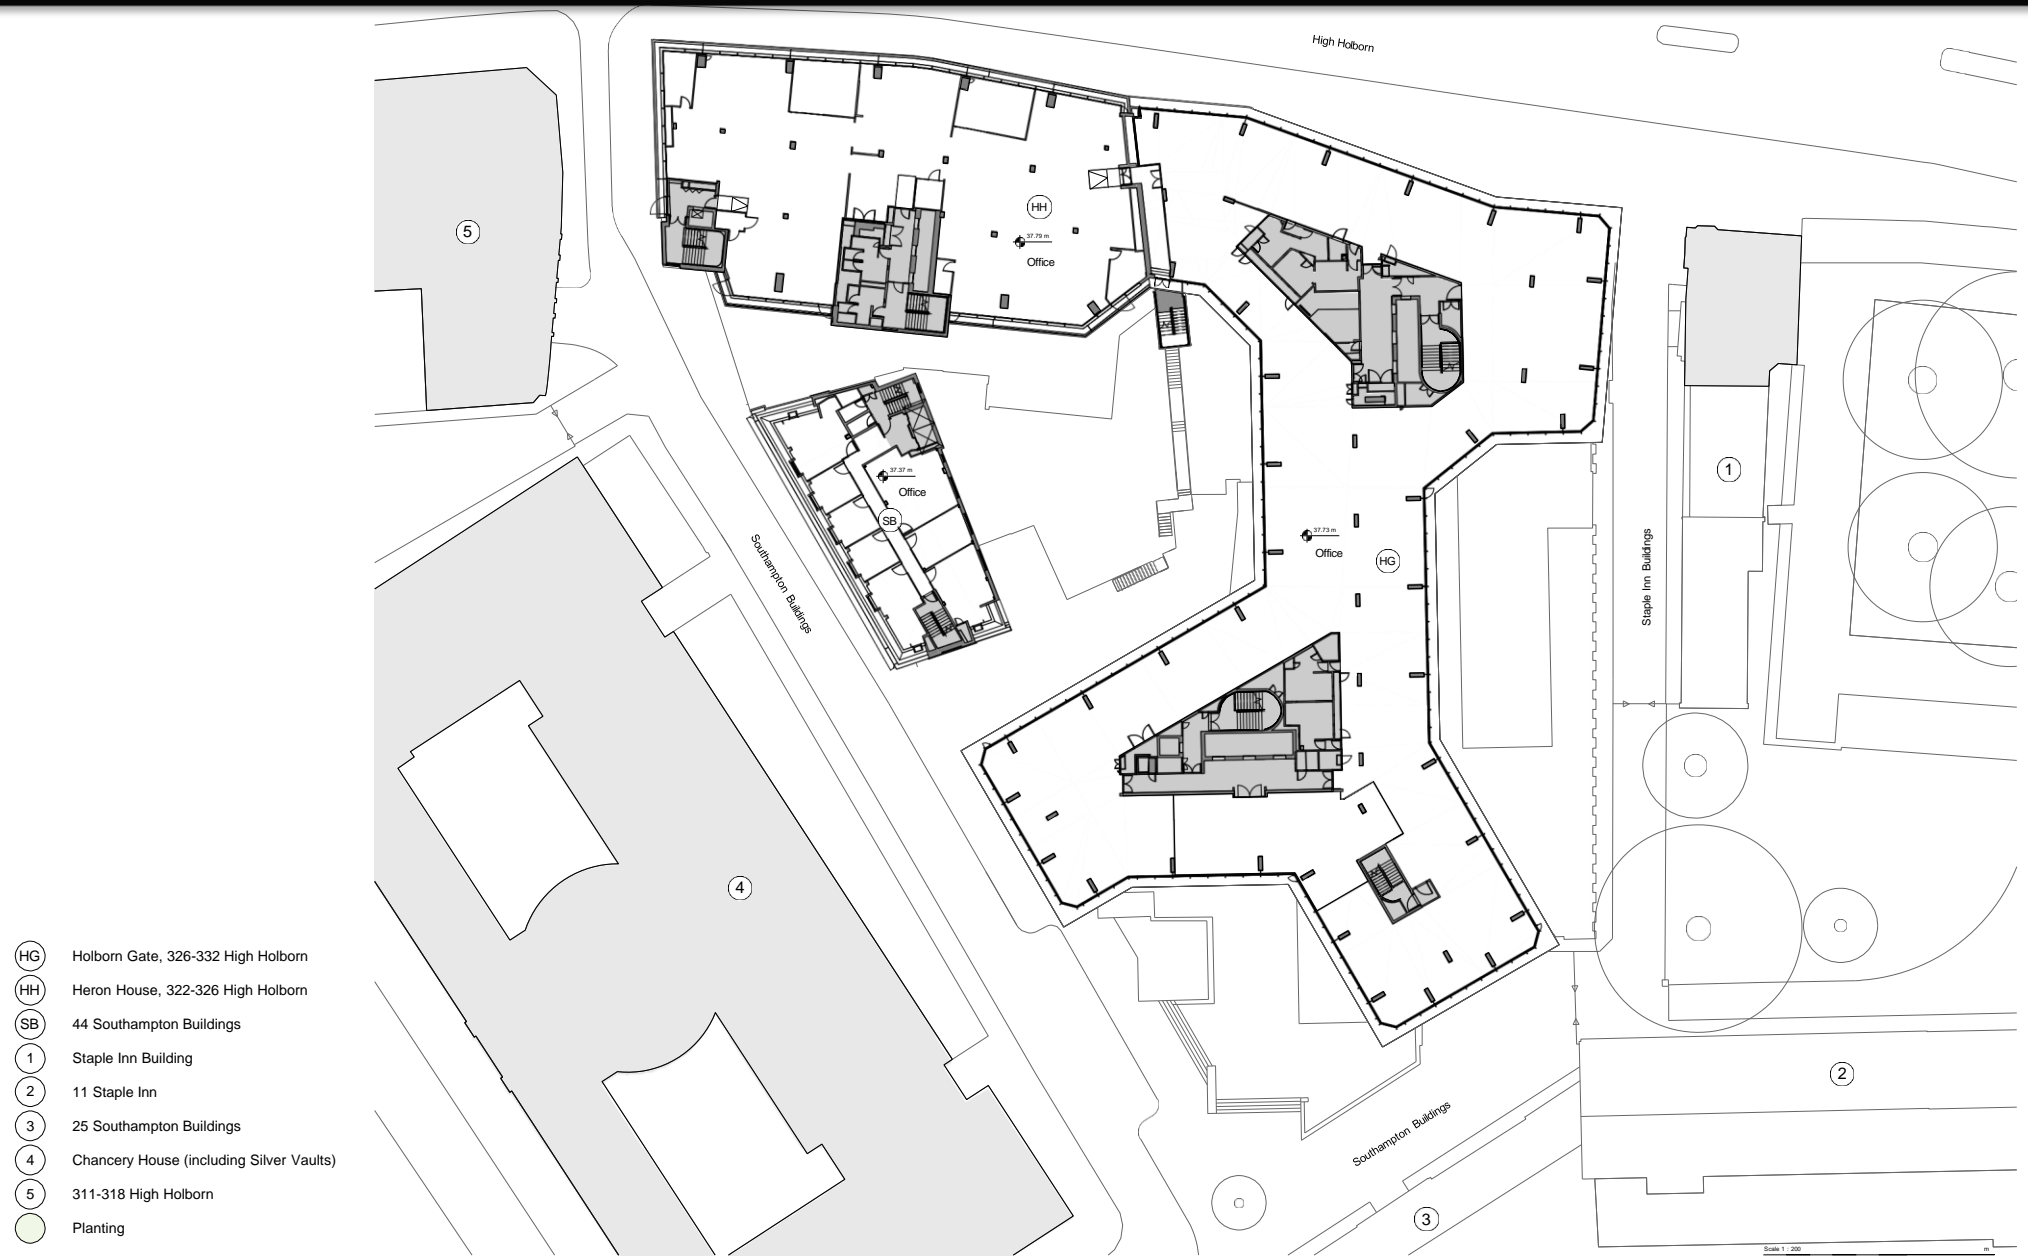 High Holborn
5
HH
37.79 m
Office
1
37.37 m
Office
SB
37.73 m
Office
HG
Southampton Buildings
Staple Inn Buildings
4
HG Holborn Gate, 326-332 High Holborn
HH Heron House, 322-326 High Holborn
SB 44 Southampton Buildings
1 Staple Inn Building
2 11 Staple Inn
3 25 Southampton Buildings
4 Chancery House (including Silver Vaults)
5 311-318 High Holborn
Planting
2
Southampton Buildings
3
Scale 1 : 200
m